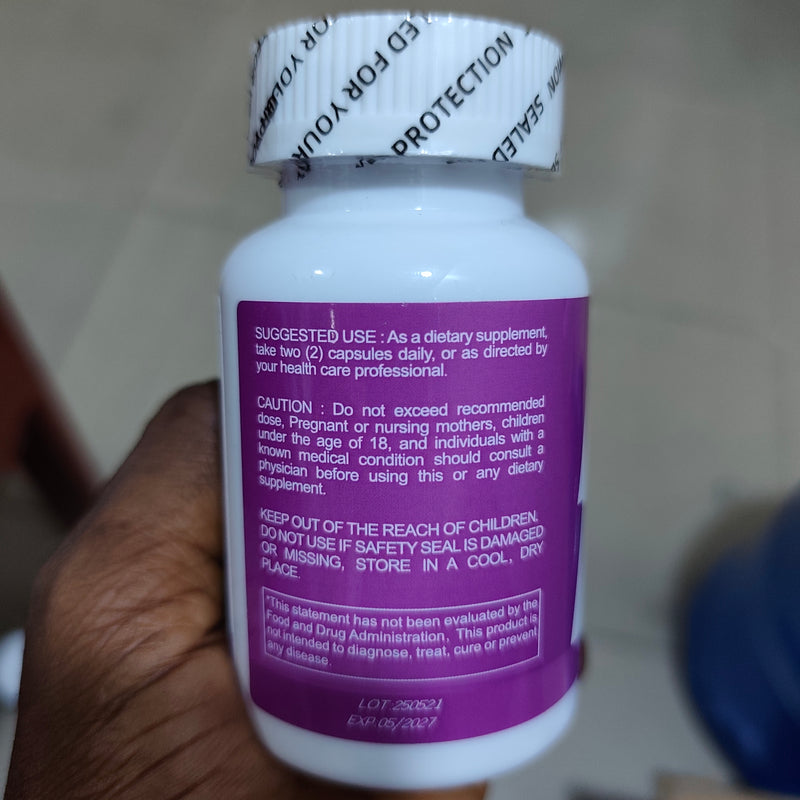 FOR YOUR
SEALED FOR YOUR
PROTECTION
SEALED
SUGGESTED USE : As a dietary supplement,
take two (2) capsules daily, or as directed by
your health care professional.
CAUTION : Do not exceed recommended
dose, Pregnant or nursing mothers, children
under the age of 18, and individuals with a
known medical condition should consult a
physician before using this or any dietary
supplement.
KEEP OUT OF THE REACH OF CHILDREN.
DO NOT USE IF SAFETY SEAL IS DAMAGED
OR MISSING, STORE IN A COOL, DRY
PLACE.
*This statement has not been evaluated by the
Food and Drug Administration, This product is
not intended to diagnose, treat, cure or prevent
any disease.
LOT 250521
EXP.05/2027